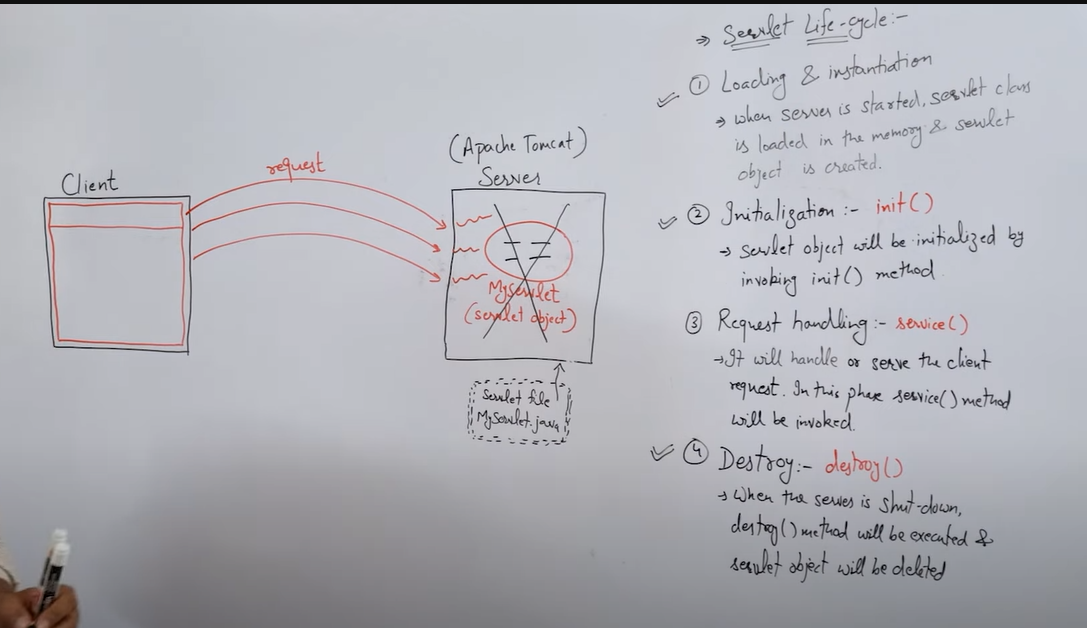 Client
request
(Apache Tomcat)
Server
MyServlet
(servlet object)
Servlet file
MyServlet.java
⇒ Servlet Life-cycle:-
① Loading & instantiation
→ when server is started, servlet class
is loaded in the memory & servlet
object is created.
② Initialization :- init()
→ servlet object will be initialized by
invoking init() method.
③ Request handling :- service()
→ It will handle or serve the client
request. In this phase service() method
will be invoked.
④ Destroy :- destroy()
→ When the server is shut-down,
destroy() method will be executed &
servlet object will be deleted